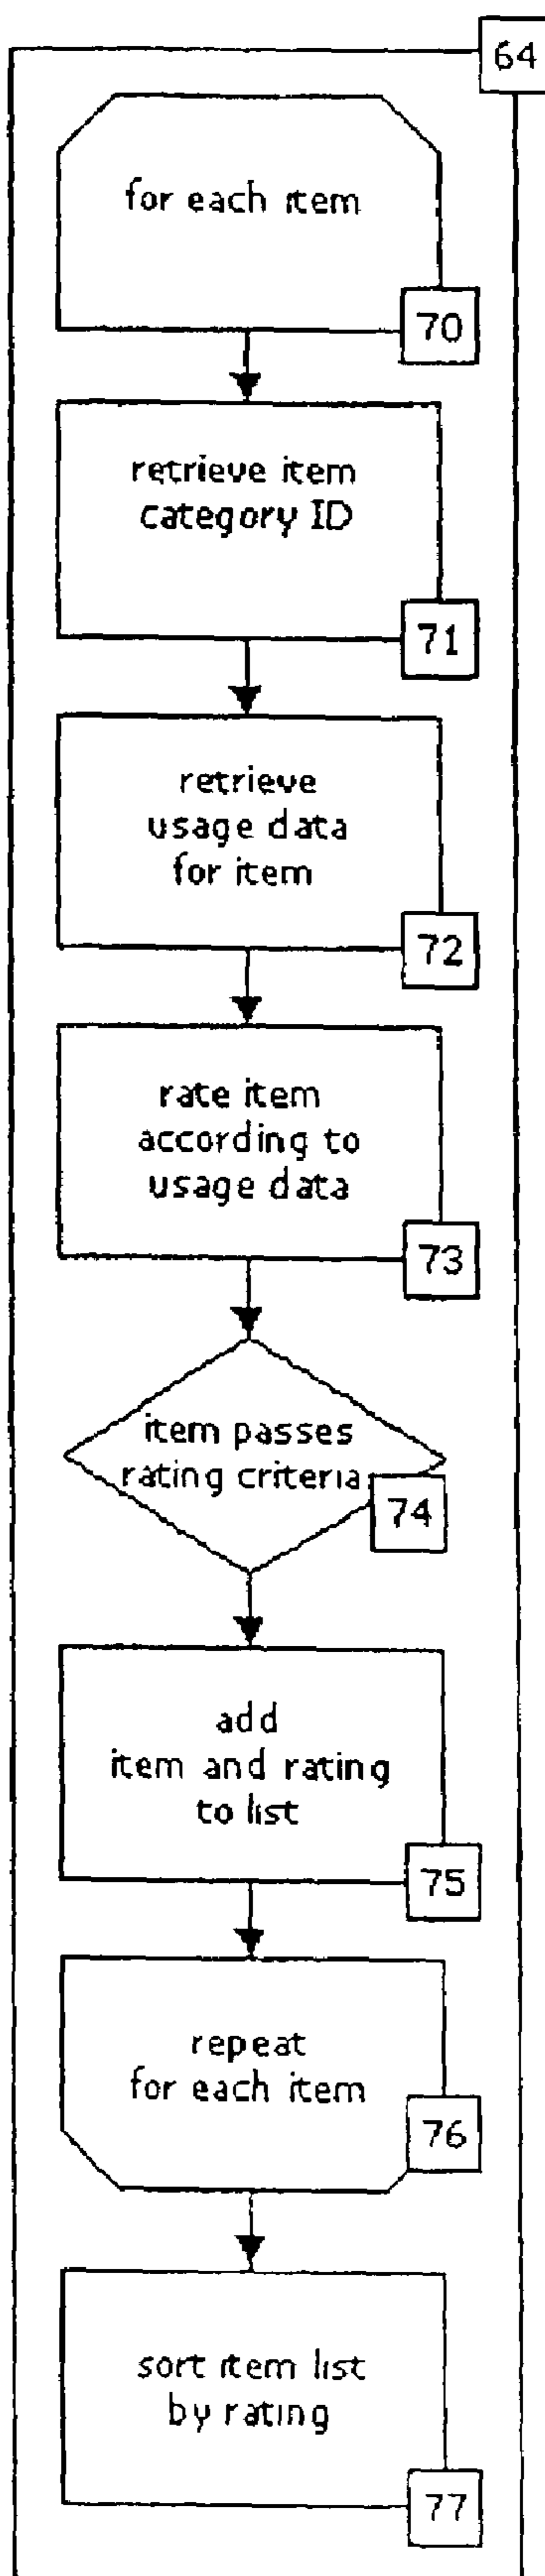 64
for each item
70
retrieve item
category ID
71
retrieve
usage data
for item
72
rate item
according to
usage data
73
item passes
rating criteria
74
add
item and rating
to list
75
repeat
for each item
76
sort item list
by rating
77